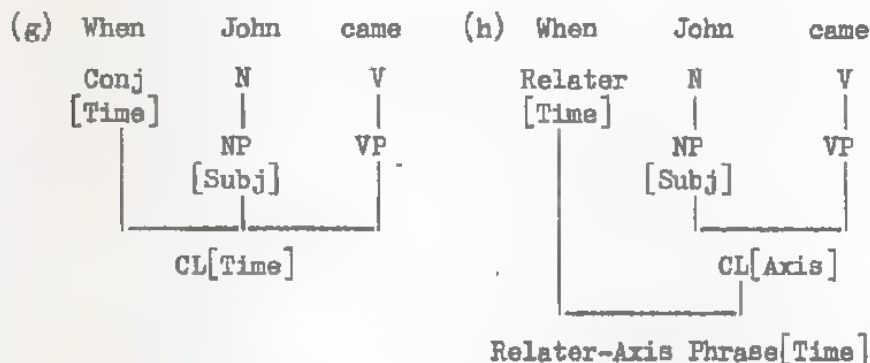 (g) When John came (h) When John came
Conj N V Relater N V
[Time] [Time]
NP VP NP VP
[Subj] [Subj]
CL[Time] CL[Axis]
Relater-Axis Phrase[Time]